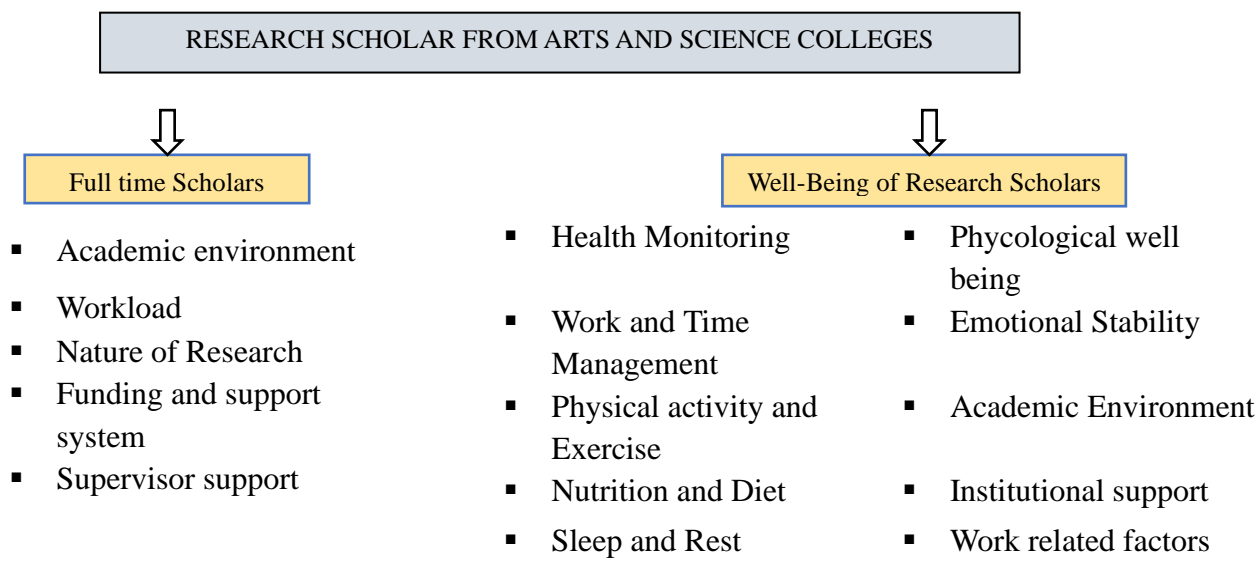 RESEARCH SCHOLAR FROM ARTS AND SCIENCE COLLEGES
Full time Scholars
▪ Academic environment
▪ Workload
▪ Nature of Research
▪ Funding and support
system
▪ Supervisor support
Well-Being of Research Scholars
▪ Health Monitoring
▪ Work and Time
Management
▪ Physical activity and
Exercise
▪ Nutrition and Diet
▪ Sleep and Rest
▪ Phycological well
being
▪ Emotional Stability
▪ Academic Environment
▪ Institutional support
▪ Work related factors